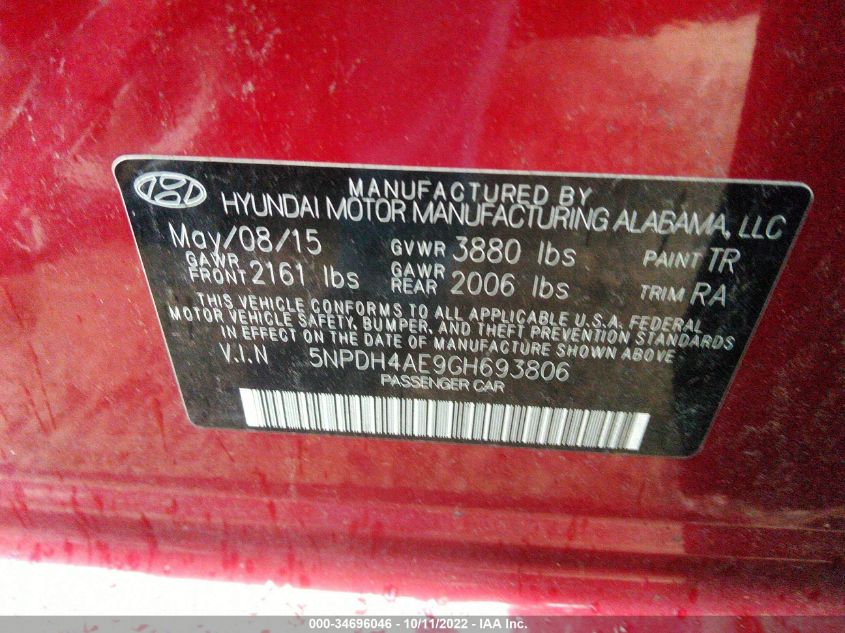 MANUFACTURED BY
HYUNDAI MOTOR MANUFACTURING ALABAMA, LLC
May/08/15 GVWR 3880 lbs PAINT TR
GAWR FRONT 2161 lbs GAWR REAR 2006 lbs TRIM RA
THIS VEHICLE CONFORMS TO ALL APPLICABLE U.S.A. FEDERAL
MOTOR VEHICLE SAFETY, BUMPER, AND THEFT PREVENTION STANDARDS
IN EFFECT ON THE DATE OF MANUFACTURE SHOWN ABOVE.
V.I.N 5NPDH4AE9GH693806
PASSENGER CAR
000-34696046 - 10/11/2022 - IAA Inc.